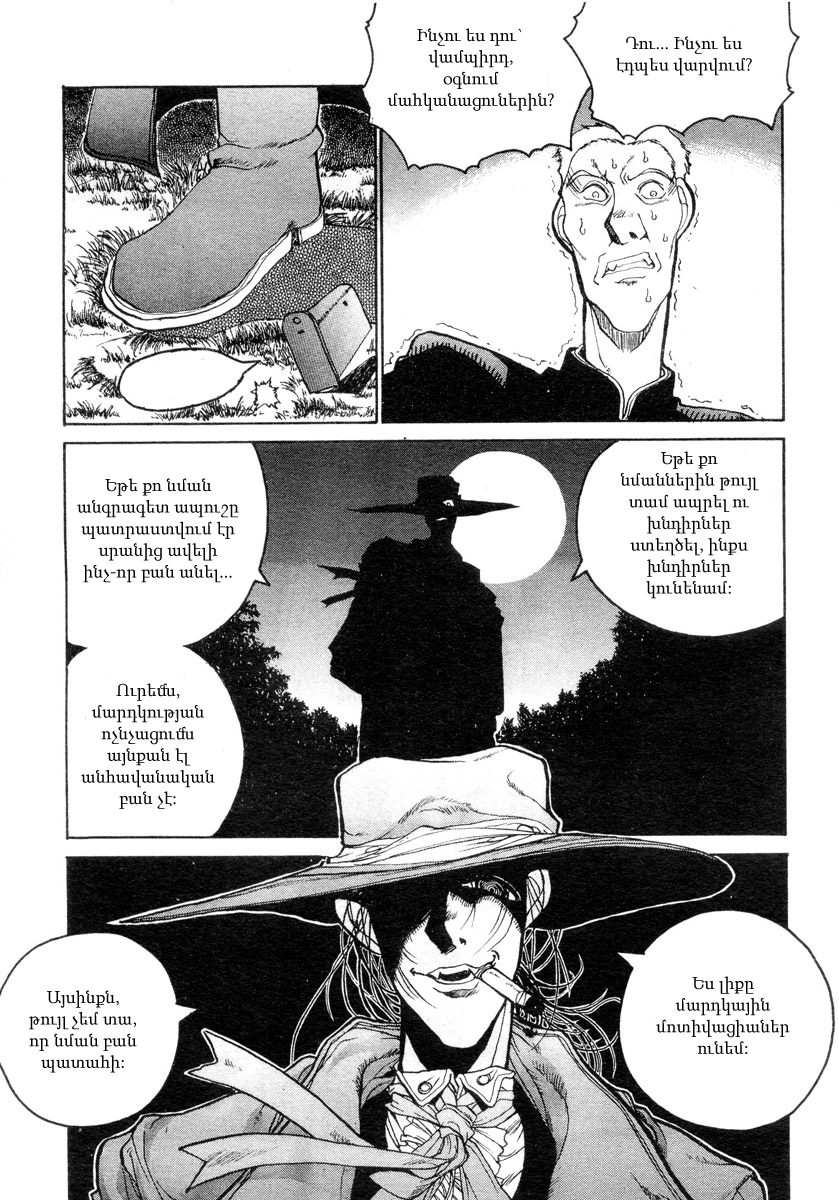 Դու... Ինչու ես
էդպես վարվում?
Ինչու ես դու՝
վամպիրդ,
օգնում
մահկանացուներին?
Եթե քո
նմաններին թույլ
տամ ապրել ու
խնդիրներ
ստեղծել, ինքս
խնդիրներ
կունենամ:
Եթե քո նման
անգրագետ ապուշը
պատրաստվում էր
սրանից ավելի
ինչ-որ բան անել...
Ուրեմն,
մարդկության
ոչնչացումն
այնքան էլ
անհավանական
բան չէ:
Ես լիքը
մարդկային
մոտիվացիաներ
ունեմ:
Այսինքն,
թույլ չեմ տա,
որ նման բան
պատահի: